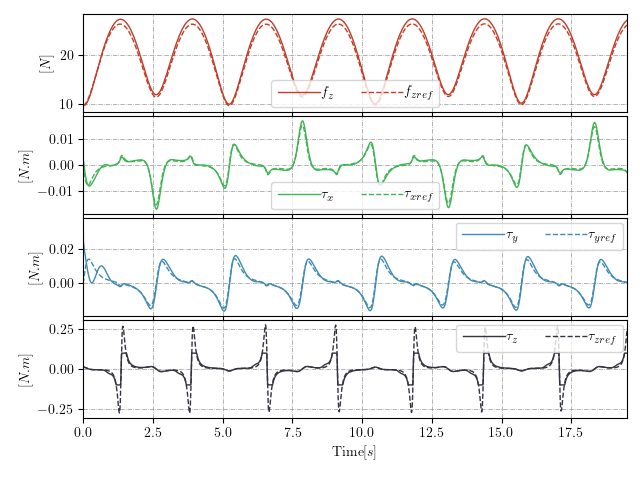 [N]
20
10
f_z f_zref
[N.m]
0.01
0.00
−0.01
τ_x τ_xref
[N.m]
0.02
0.00
τ_y τ_yref
[N.m]
0.25
0.00
−0.25
τ_z τ_zref
0.0 2.5 5.0 7.5 10.0 12.5 15.0 17.5
Time[s]